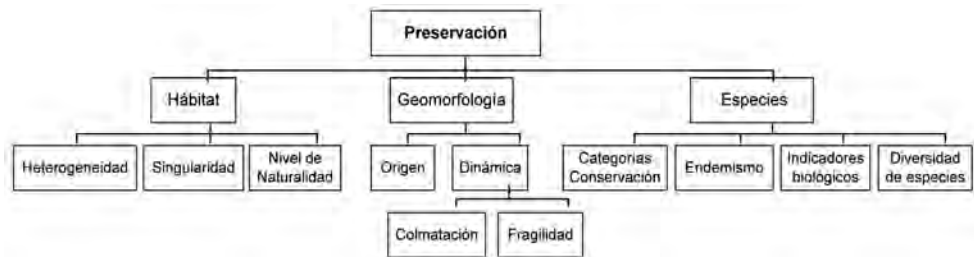 Preservación
Hábitat
Geomorfología
Especies
Heterogeneidad
Singularidad
Nivel de
Naturalidad
Origen
Dinámica
Categorias
Conservación
Endemismo
Indicadores
biológicos
Diversidad
de especies
Colmatación
Fragilidad